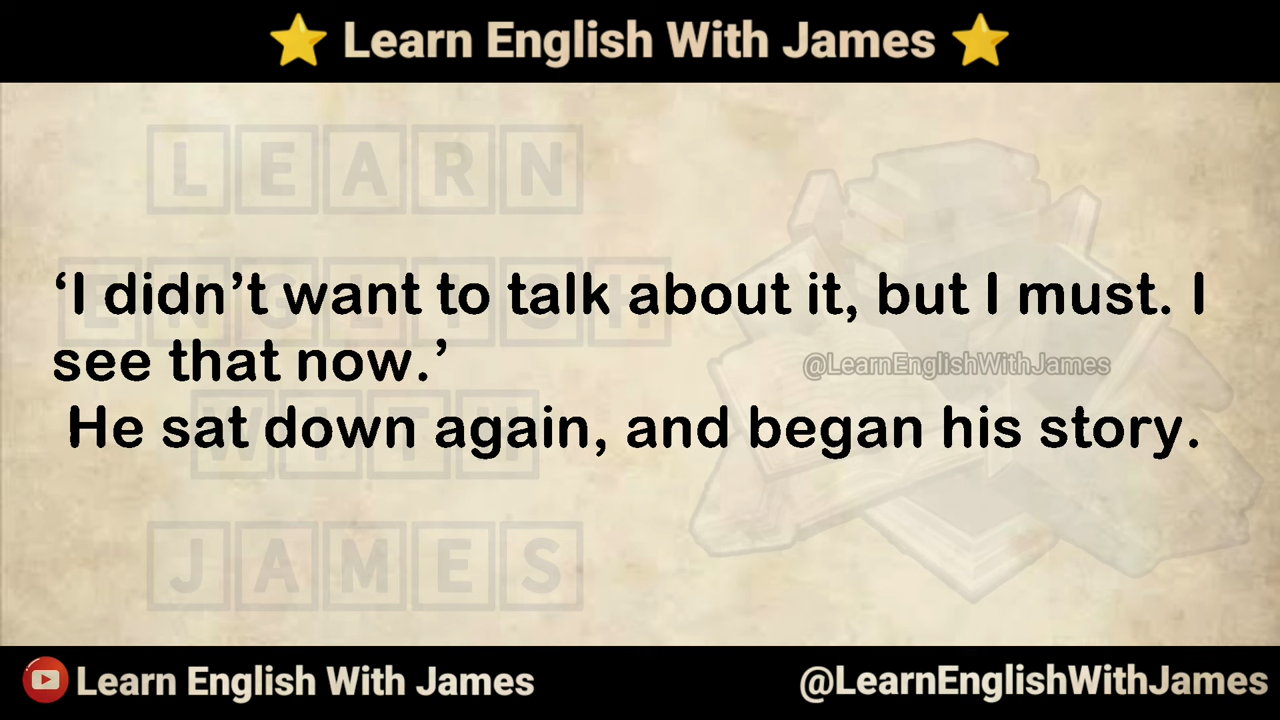 ⭐ Learn English With James ⭐
LEARN
ENGLISH
WITH
JAMES
‘I didn’t want to talk about it, but I must. I
see that now.’
@LearnEnglishWithJames
He sat down again, and began his story.
Learn English With James
@LearnEnglishWithJames